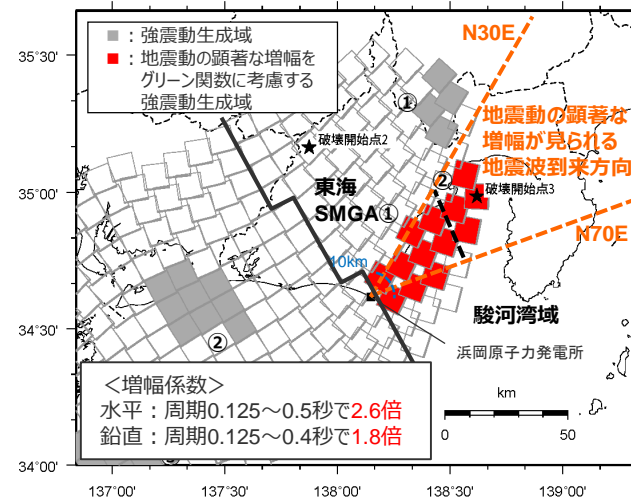 35°30'
35°00'
34°30'
34°00'
■：強震動生成域
■：地震動の顕著な増幅を
グリーン関数に考慮する
強震動生成域
N30E
地震動の顕著な
増幅が見られる
地震波到来方向
N70E
①
★破壊開始点2
②
★破壊開始点3
東海
SMGA①
10km
駿河湾域
浜岡原子力発電所
②
＜増幅係数＞
水平：周期0.125～0.5秒で2.6倍
鉛直：周期0.125～0.4秒で1.8倍
km
0 50
137°00' 137°30' 138°00' 138°30' 139°00'